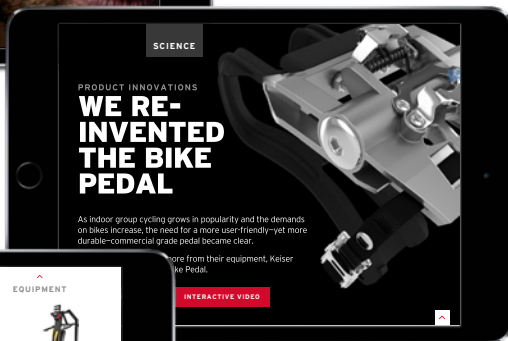 SCIENCE
PRODUCT INNOVATIONS
WE RE-
INVENTED
THE BIKE
PEDAL
As indoor group cycling grows in popularity and the demands
on bikes increase, the need for a more user-friendly—yet more
durable—commercial grade pedal became clear.
more from their equipment, Keiser
ke Pedal.
INTERACTIVE VIDEO
EQUIPMENT